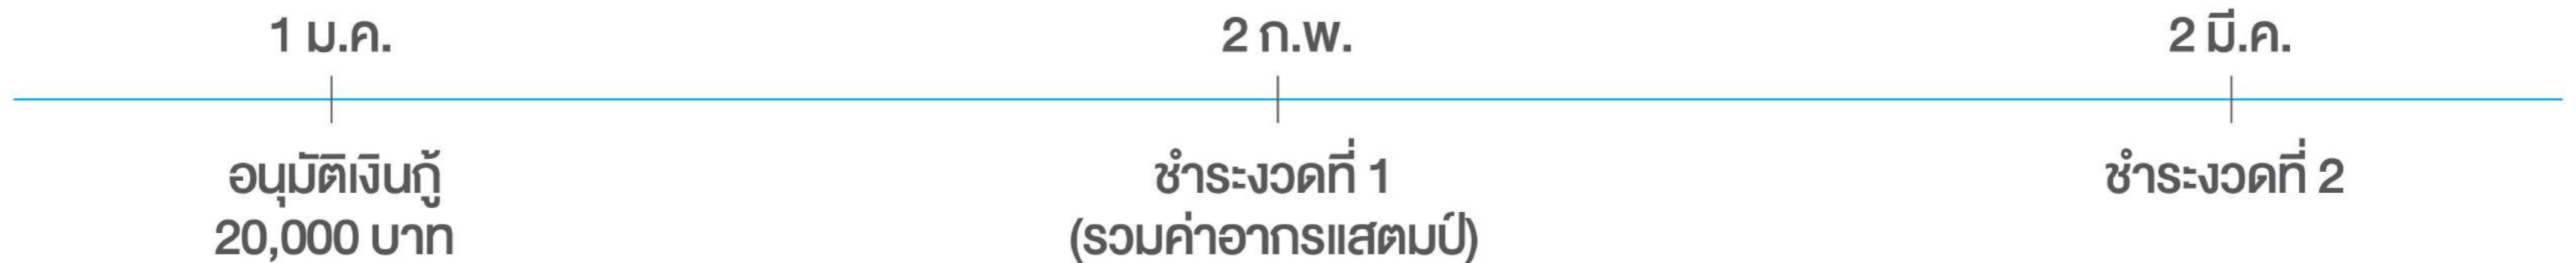 1 ม.ค.
2 ก.พ.
2 มี.ค.
อนุมัติเงินกู้
20,000 บาท
ชำระงวดที่ 1
(รวมค่าอากรแสตมป์)
ชำระงวดที่ 2